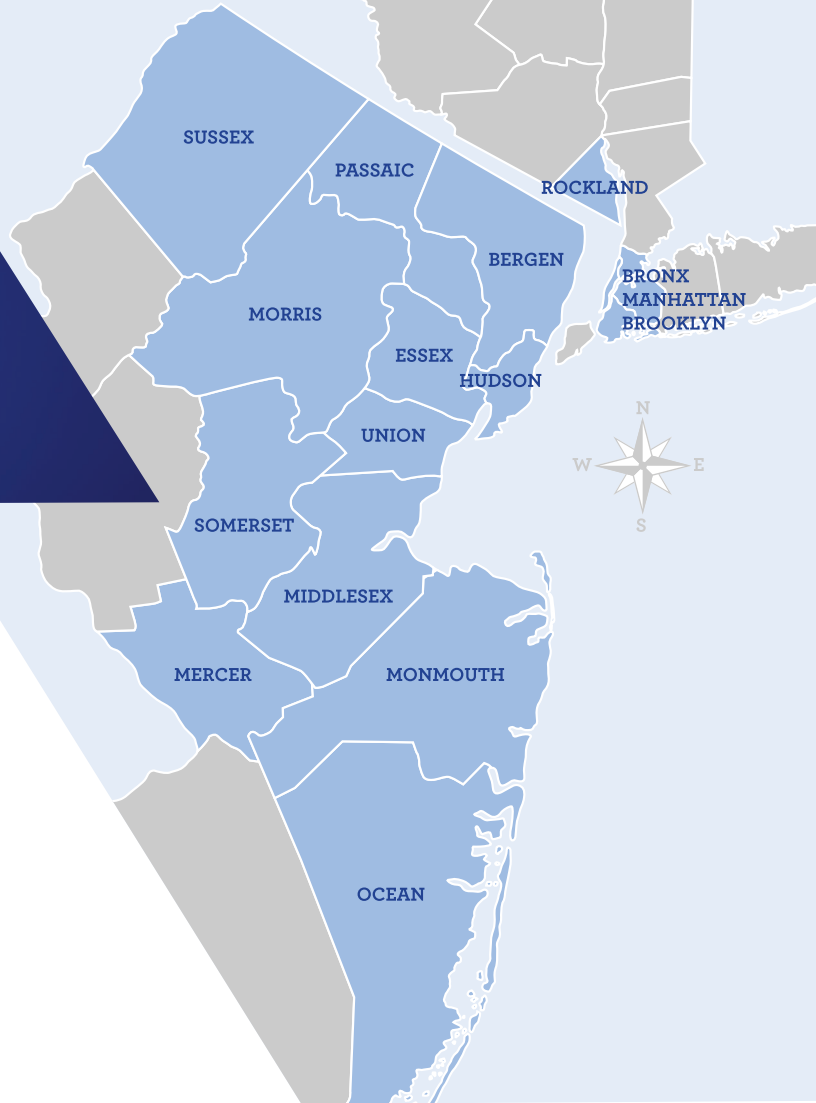 SUSSEX
PASSAIC
ROCKLAND
BERGEN
BRONX
MANHATTAN
BROOKLYN
MORRIS
ESSEX
HUDSON
N
UNION
W
E
SOMERSET
S
MIDDLESEX
MERCER
MONMOUTH
OCEAN